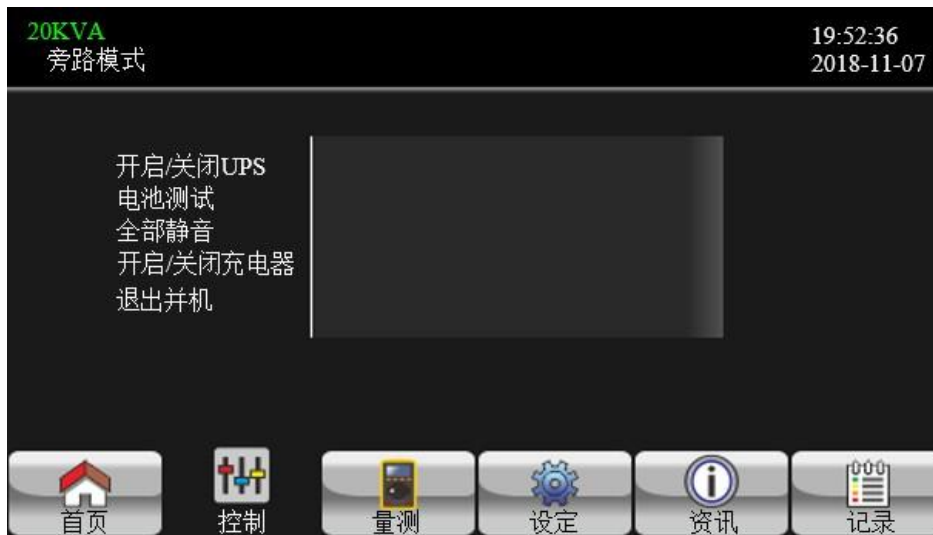 20KVA
旁路模式
19:52:36
2018-11-07
开启/关闭UPS
电池测试
全部静音
开启/关闭充电器
退出并机
首页
控制
量测
设定
资讯
记录